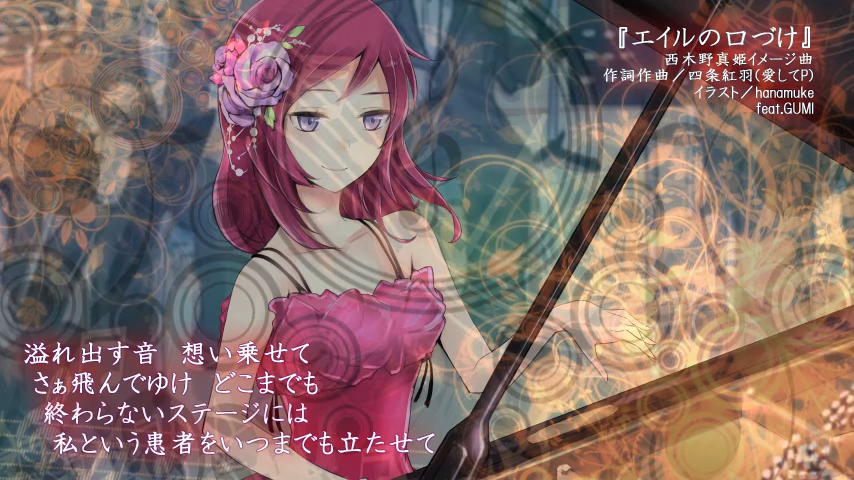 『エイルの口づけ』
西木野真姫イメージ曲
作詞作曲／四条紅羽(愛してP)
イラスト／hanamuke
feat.GUMI
溢れ出す音　想い乗せて
さぁ飛んでゆけ　どこまでも
終わらないステージには
私という患者をいつまでも立たせて